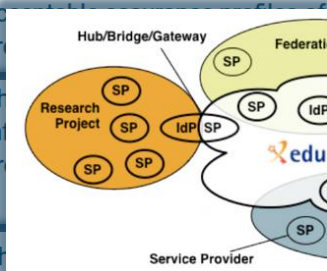 Hub/Bridge/Gateway
Federati
SP
SP
SP
IdP
Research
Project
SP
IdP
SP
edu
SP
SP
SP
Service Provider